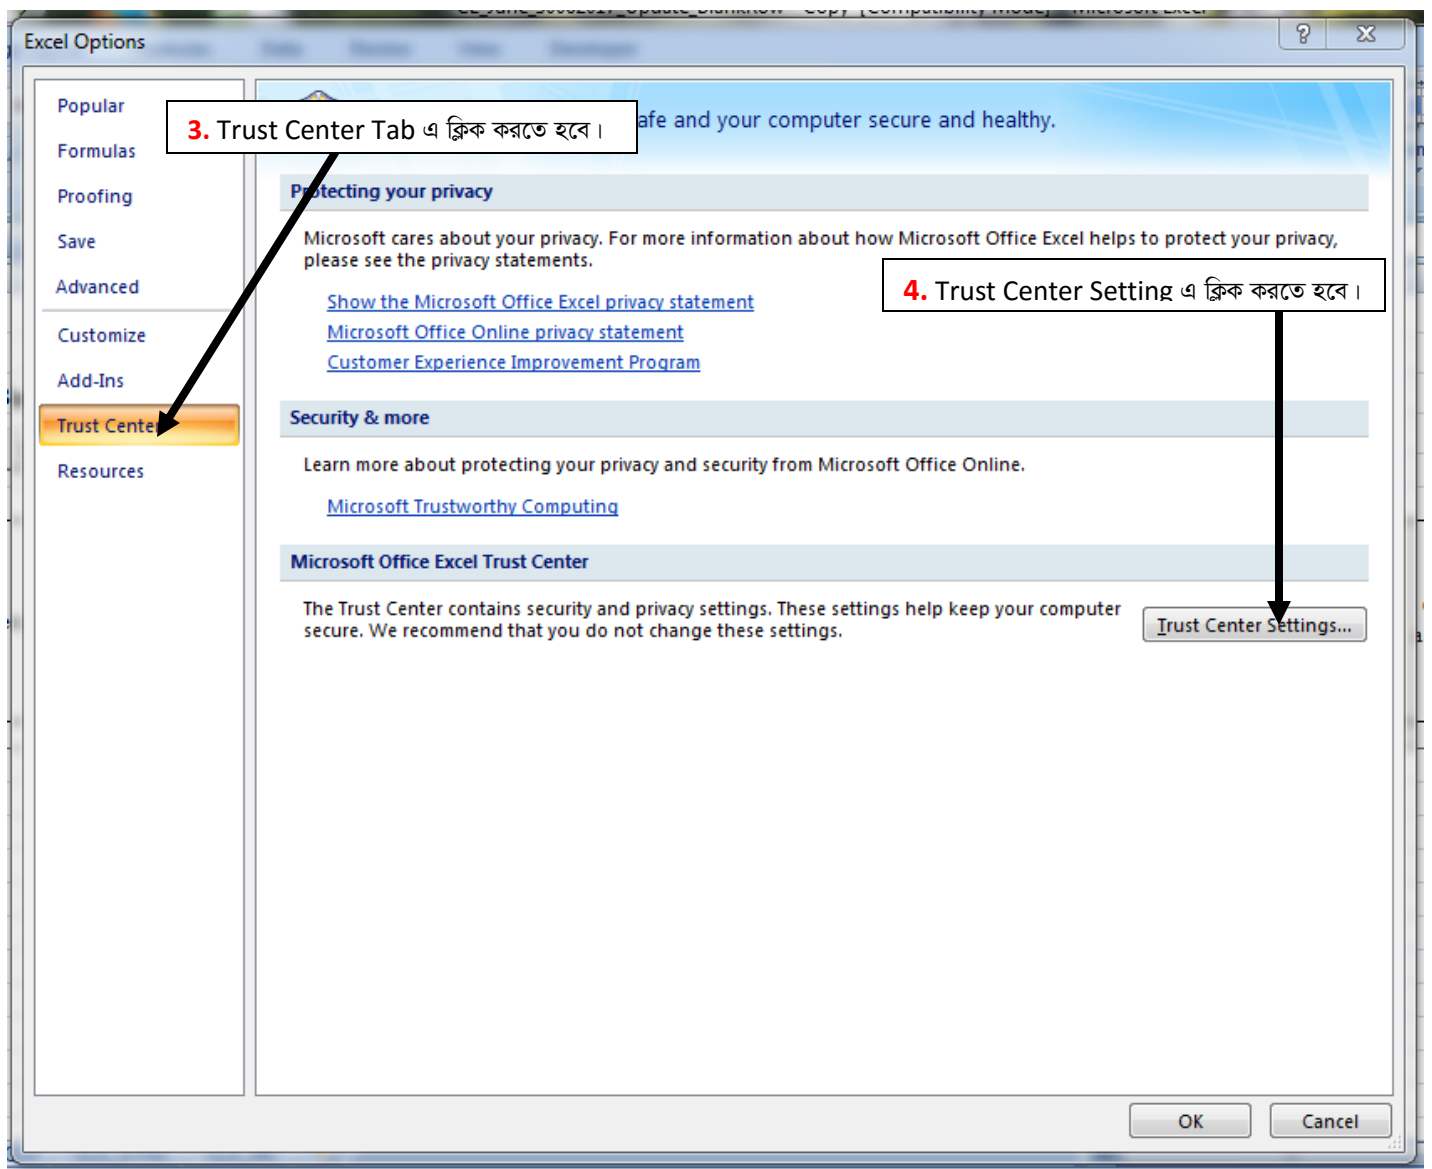 Excel Options
Popular
Formulas
Proofing
Save
Advanced
Customize
Add-Ins
Trust Center
Resources
3. Trust Center Tab এ ক্লিক করতে হবে।
and your computer secure and healthy.
Protecting your privacy
Microsoft cares about your privacy. For more information about how Microsoft Office Excel helps to protect your privacy,
please see the privacy statements.
4. Trust Center Setting এ ক্লিক করতে হবে।
Show the Microsoft Office Excel privacy statement
Microsoft Office Online privacy statement
Customer Experience Improvement Program
Security & more
Learn more about protecting your privacy and security from Microsoft Office Online.
Microsoft Trustworthy Computing
Microsoft Office Excel Trust Center
The Trust Center contains security and privacy settings. These settings help keep your computer
secure. We recommend that you do not change these settings.
Trust Center Settings...
OK
Cancel